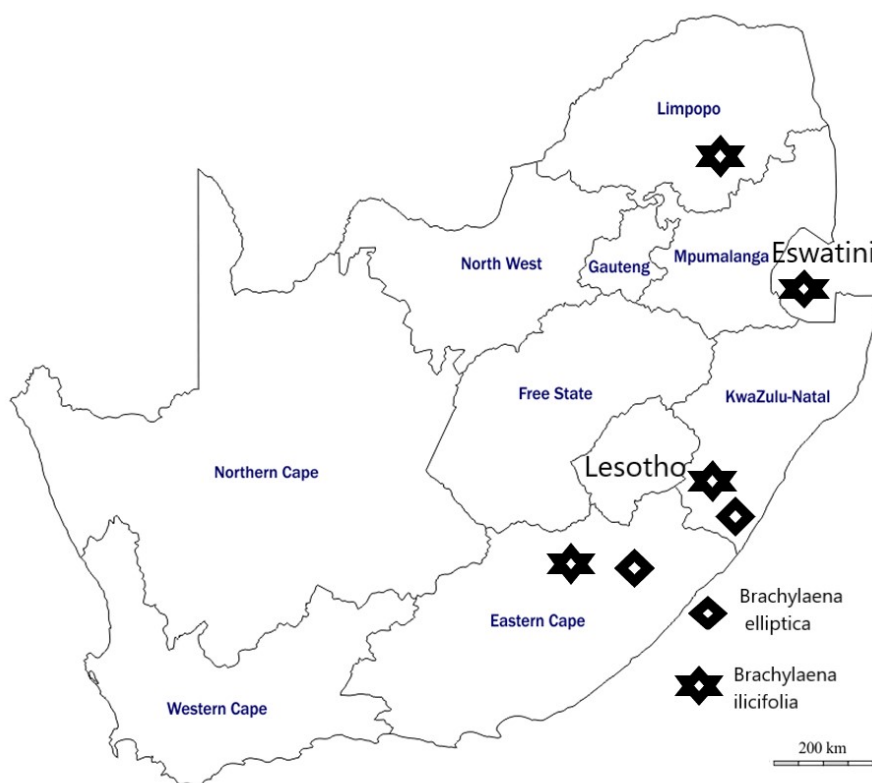 Limpopo
Eswatini
Mpumalanga
North West
Gauteng
Free State
KwaZulu-Natal
Lesotho
Northern Cape
Eastern Cape
Brachylaena
elliptica
Brachylaena
ilicifolia
Western Cape
200 km